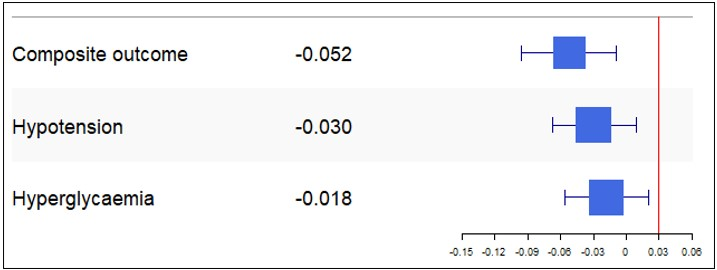 Composite outcome -0.052
Hypotension -0.030
Hyperglycaemia -0.018
-0.15 -0.12 -0.09 -0.06 -0.03 0 0.03 0.06